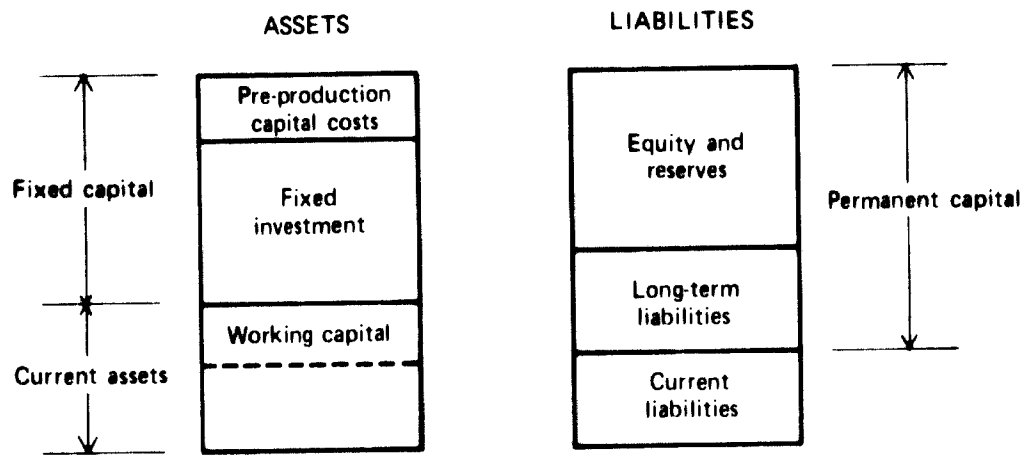 ASSETS
LIABILITIES
Pre-production
capital costs
Fixed capital
Fixed
investment
Working capital
Current assets
Equity and
reserves
Permanent capital
Long-term
liabilities
Current
liabilities